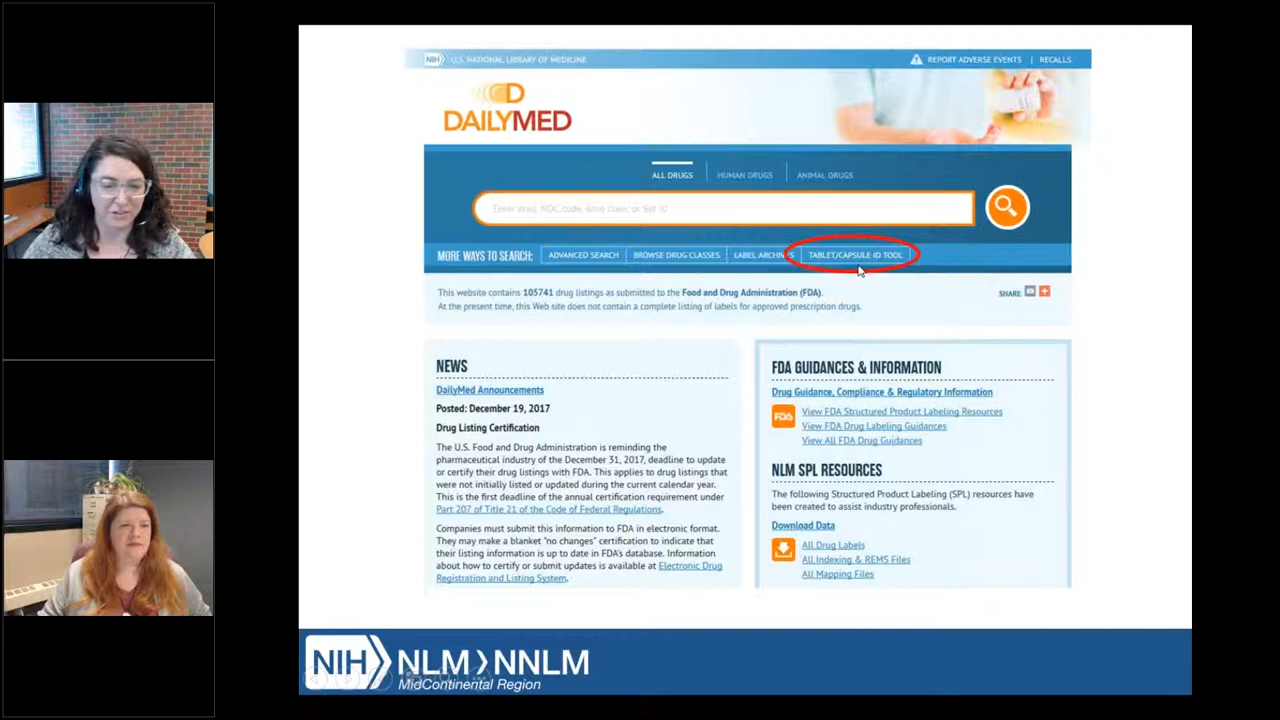 NIH U.S. NATIONAL LIBRARY OF MEDICINE
REPORT ADVERSE EVENTS | RECALLS
DAILYMED
ALL DRUGS
HUMAN DRUGS
ANIMAL DRUGS
Enter drug, NDC code, drug class, or Set ID
MORE WAYS TO SEARCH:
ADVANCED SEARCH
BROWSE DRUG CLASSES
LABEL ARCHIVES
TABLET/CAPSULE ID TOOL
This website contains 105741 drug listings as submitted to the Food and Drug Administration (FDA).
At the present time, this Web site does not contain a complete listing of labels for approved prescription drugs.
SHARE
NEWS
DailyMed Announcements
Posted: December 19, 2017
Drug Listing Certification
The U.S. Food and Drug Administration is reminding the
pharmaceutical industry of the December 31, 2017, deadline to update
or certify their drug listings with FDA. This applies to drug listings that
were not initially listed or updated during the current calendar year.
This is the first deadline of the annual certification requirement under
Part 207 of Title 21 of the Code of Federal Regulations.
Companies must submit this information to FDA in electronic format.
They may make a blanket "no changes" certification to indicate that
their listing information is up to date in FDA's database. Information
about how to certify or submit updates is available at Electronic Drug
Registration and Listing System.
FDA GUIDANCES & INFORMATION
Drug Guidance, Compliance & Regulatory Information
FDA
View FDA Structured Product Labeling Resources
View FDA Drug Labeling Guidances
View All FDA Drug Guidances
NLM SPL RESOURCES
The following Structured Product Labeling (SPL) resources have
been created to assist industry professionals.
Download Data
All Drug Labels
All Indexing & REMS Files
All Mapping Files
NIH NLM NNLM
MidContinental Region